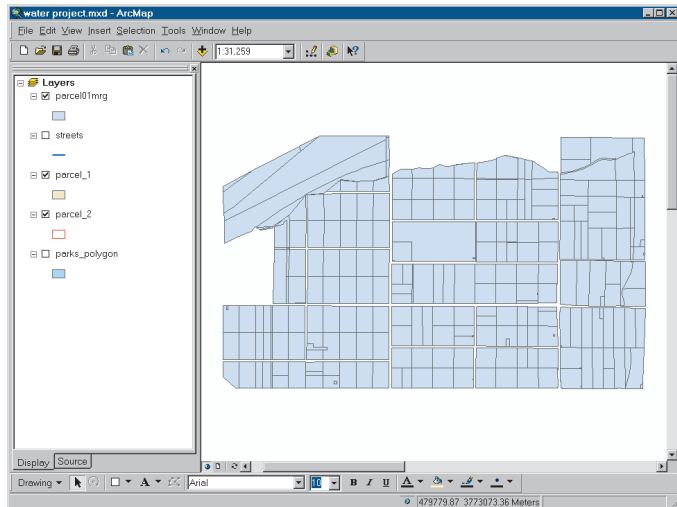 water project.mxd - ArcMap
File Edit View Insert Selection Tools Window Help
1:31,259
Layers
parcel01mrg
streets
parcel_1
parcel_2
parks_polygon
Display Source
Drawing A Arial 10 B I U A
479779.87 3773073.36 Meters